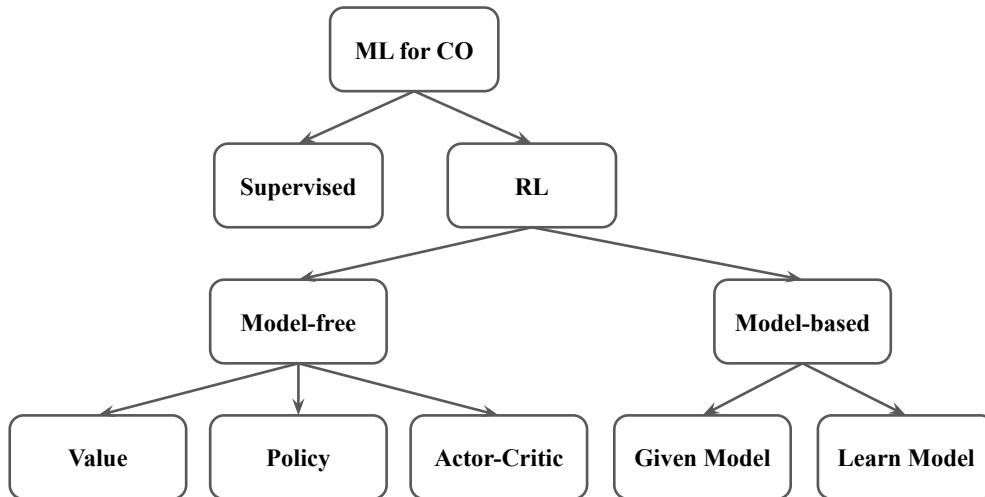 ML for CO
Supervised
RL
Model-free
Model-based
Value
Policy
Actor-Critic
Given Model
Learn Model